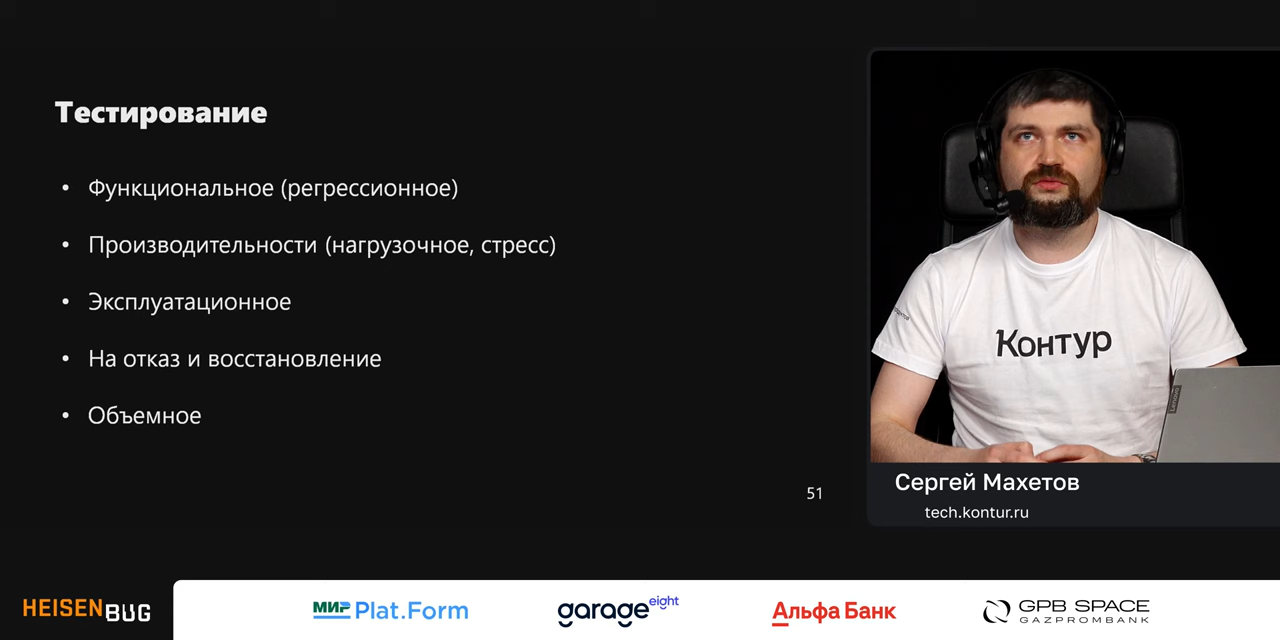 Тестирование
• Функциональное (регрессионное)
• Производительности (нагрузочное, стресс)
• Эксплуатационное
• На отказ и восстановление
• Объемное
51
Контур
Lenovo
Сергей Махетов
tech.kontur.ru
HEISENBUG
МИР Plat.Form
garage eight
Альфа Банк
GPB SPACE
GAZPROMBANK